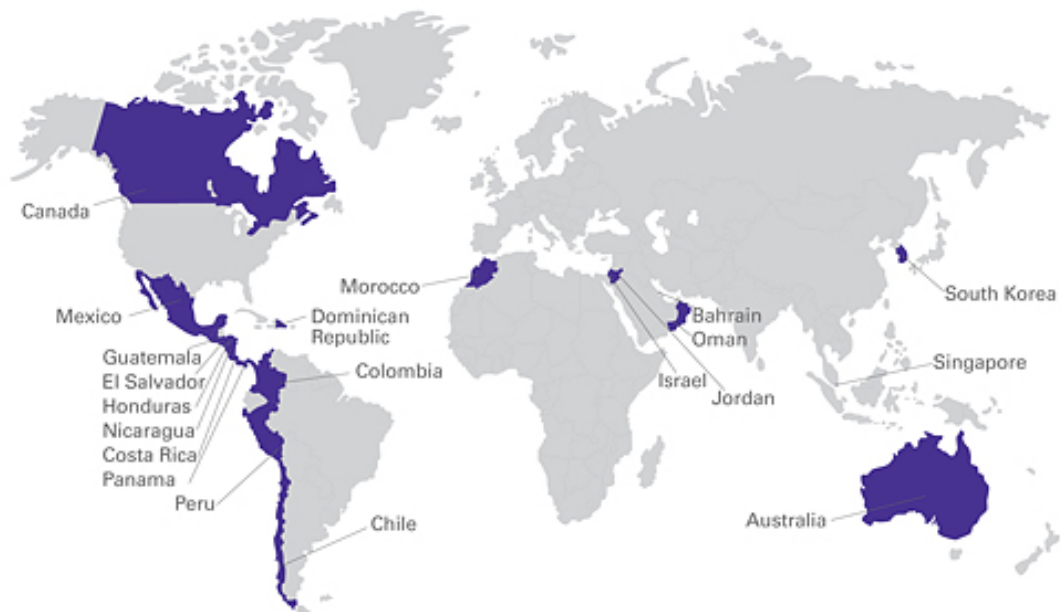 Canada
Mexico
Guatemala
El Salvador
Honduras
Nicaragua
Costa Rica
Panama
Peru
Chile
Colombia
Dominican
Republic
Morocco
Bahrain
Oman
Israel
Jordan
South Korea
Singapore
Australia